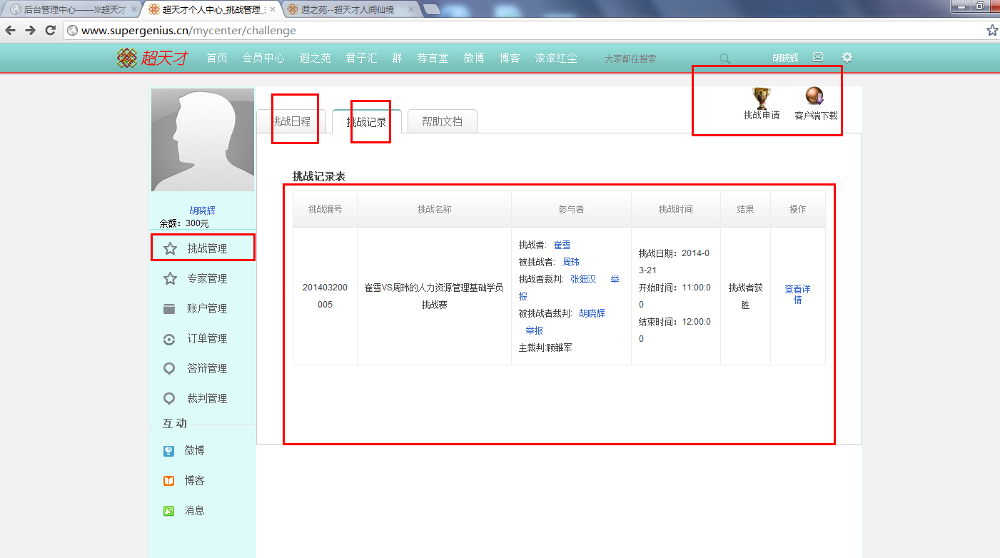 后台管理中心——※超天才
超天才个人中心_挑战管理_
遐之苑--超天才人间仙境
www.supergenius.cn/mycenter/challenge
超天才 首页 会员中心 遐之苑 君子汇 群 荐言堂 微博 博客 滚滚红尘 大家都在搜索... 胡晓辉
挑战申请 客户端下载
挑战日程 挑战记录 帮助文档
胡晓辉
余额：300元
挑战管理
专家管理
账户管理
订单管理
答辩管理
裁判管理
互 动
微博
博客
消息
挑战记录表
挑战编号 挑战名称 参与者 挑战时间 结果 操作
201403200
005
崔雪VS周玮的人力资源管理基础学员
挑战赛
挑战者: 崔雪
被挑战者: 周玮
挑战者裁判: 张细汉 举
报
被挑战者裁判: 胡晓辉
举报
主裁判:顾雏军
挑战日期：2014-0
3-21
开始时间：11:00:0
0
结束时间：12:00:0
0
挑战者获
胜
查看详
情